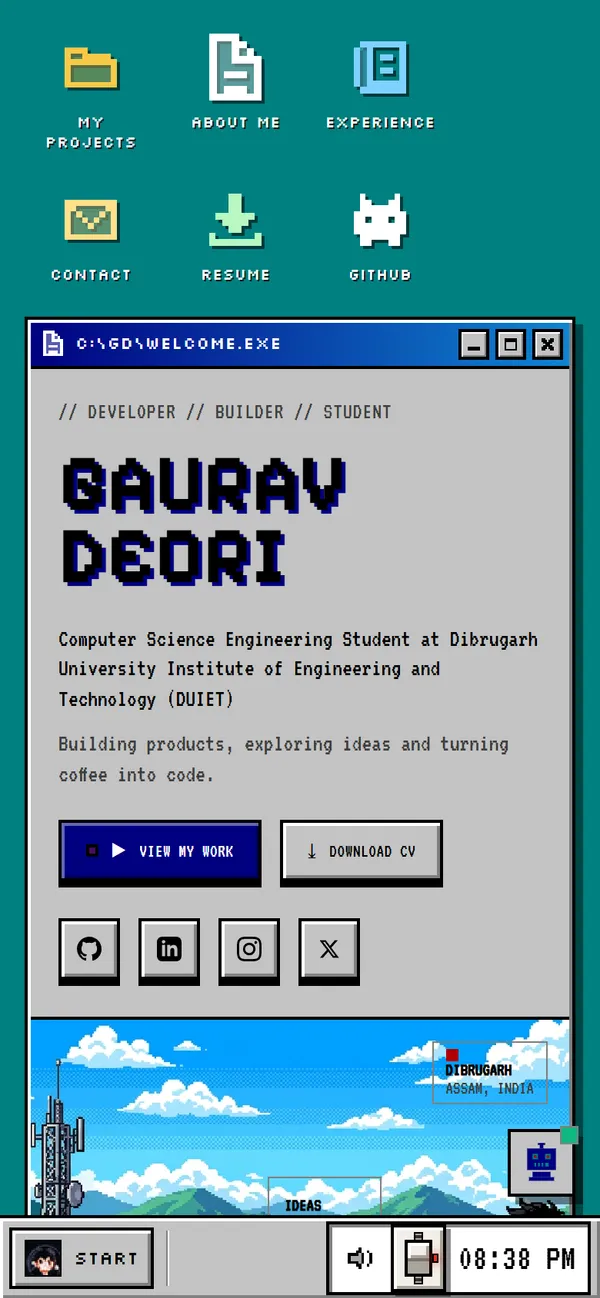 MY
PROJECTS
ABOUT ME
EXPERIENCE
CONTACT
RESUME
GITHUB
C:\GD\WELCOME.EXE
// DEVELOPER // BUILDER // STUDENT
GAURAV
DEORI
Computer Science Engineering Student at Dibrugarh
University Institute of Engineering and
Technology (DUIET)
Building products, exploring ideas and turning
coffee into code.
▶ VIEW MY WORK
↓ DOWNLOAD CV
in
DIBRUGARH
ASSAM, INDIA
IDEAS
START
08:38 PM